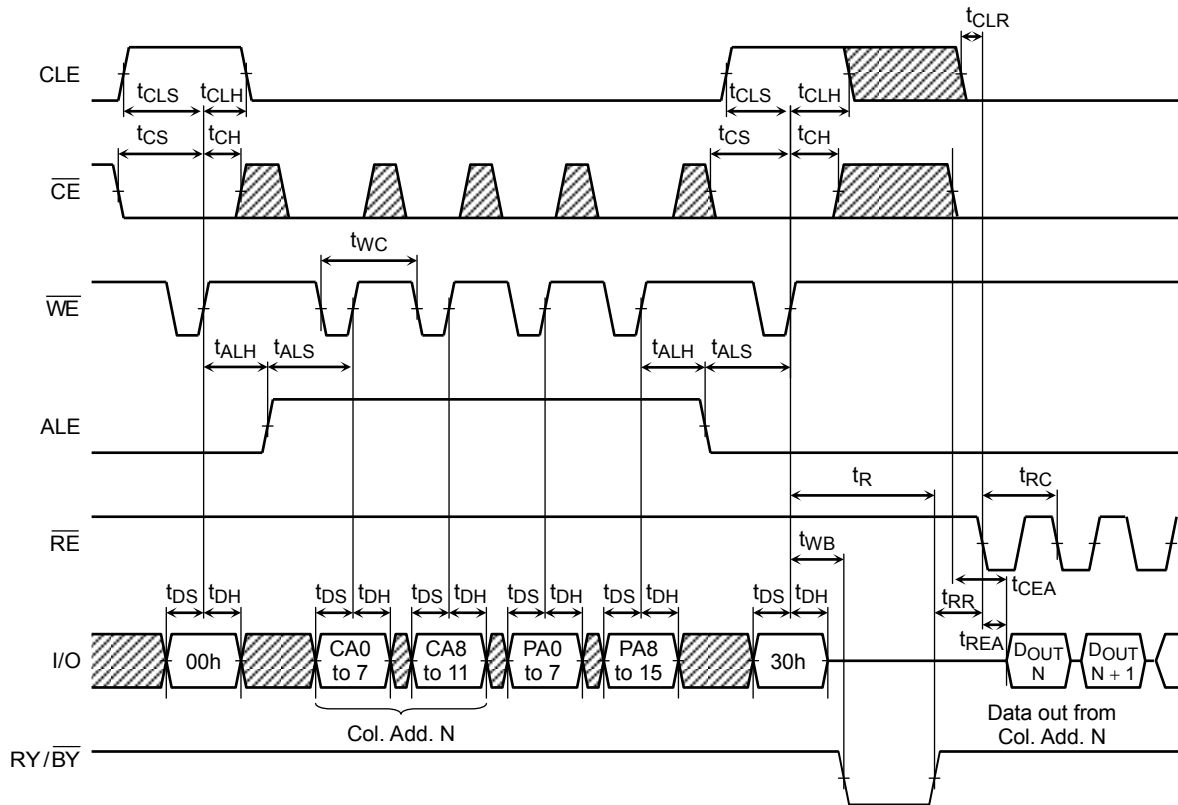 tCLR
CLE
tCLS tCLH tCLS tCLH
tCS tCH tCS tCH
CE
tWC
WE
tALH tALS tALH tALS
ALE
tR tRC
RE
tWB
tDS tDH tDS tDH tDS tDH tDS tDH tDS tDH tDS tDH tRR tCEA
tREA
I/O 00h CA0 to 7 CA8 to 11 PA0 to 7 PA8 to 15 30h DOUT N DOUT N + 1
Col. Add. N
Data out from
Col. Add. N
RY/BY